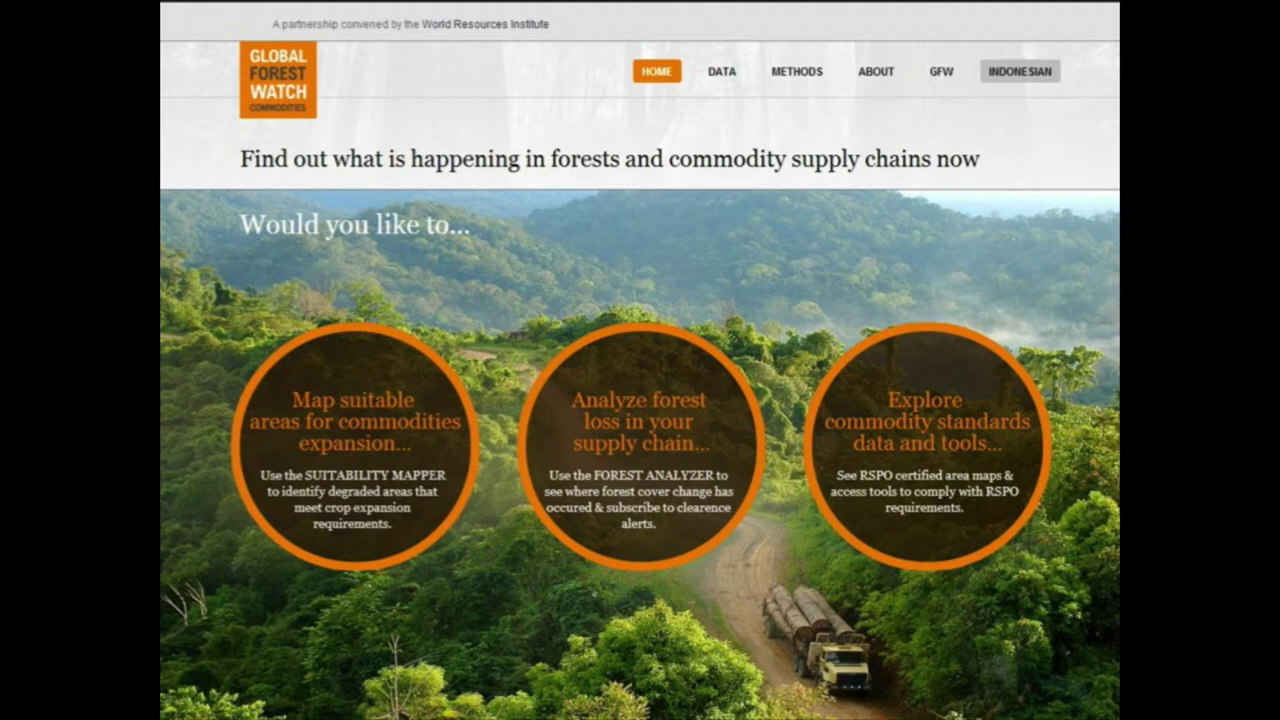 A partnership convened by the World Resources Institute
GLOBAL
FOREST
WATCH
COMMODITIES
HOME DATA METHODS ABOUT GFW INDONESIAN
Find out what is happening in forests and commodity supply chains now
Would you like to...
Map suitable
areas for commodities
expansion...
Use the SUITABILITY MAPPER
to identify degraded areas that
meet crop expansion
requirements.
Analyze forest
loss in your
supply chain...
Use the FOREST ANALYZER to
see where forest cover change has
occured & subscribe to clearence
alerts.
Explore
commodity standards
data and tools...
See RSPO certified area maps &
access tools to comply with RSPO
requirements.